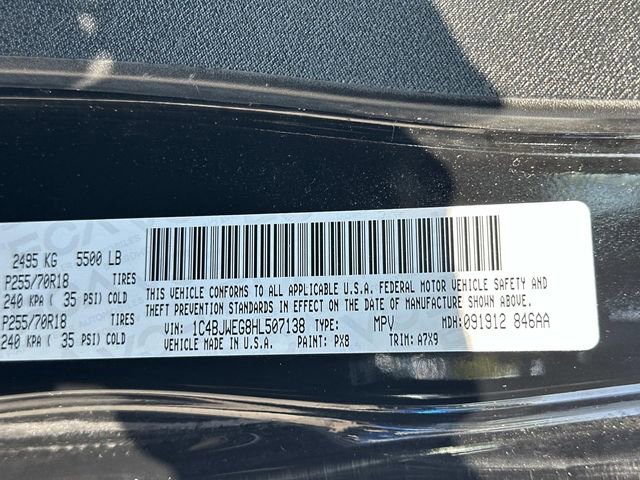 2495 KG 5500 LB
P255/70R18 TIRES
240 KPA ( 35 PSI) COLD
P255/70R18 TIRES
240 KPA ( 35 PSI) COLD
THIS VEHICLE CONFORMS TO ALL APPLICABLE U.S.A. FEDERAL MOTOR VEHICLE SAFETY AND
THEFT PREVENTION STANDARDS IN EFFECT ON THE DATE OF MANUFACTURE SHOWN ABOVE.
VIN: 1C4BJWEG8HL507138 TYPE: MPV MDH: 091912 846AA
VEHICLE MADE IN U.S.A. PAINT: PX8 TRIM: A7X9